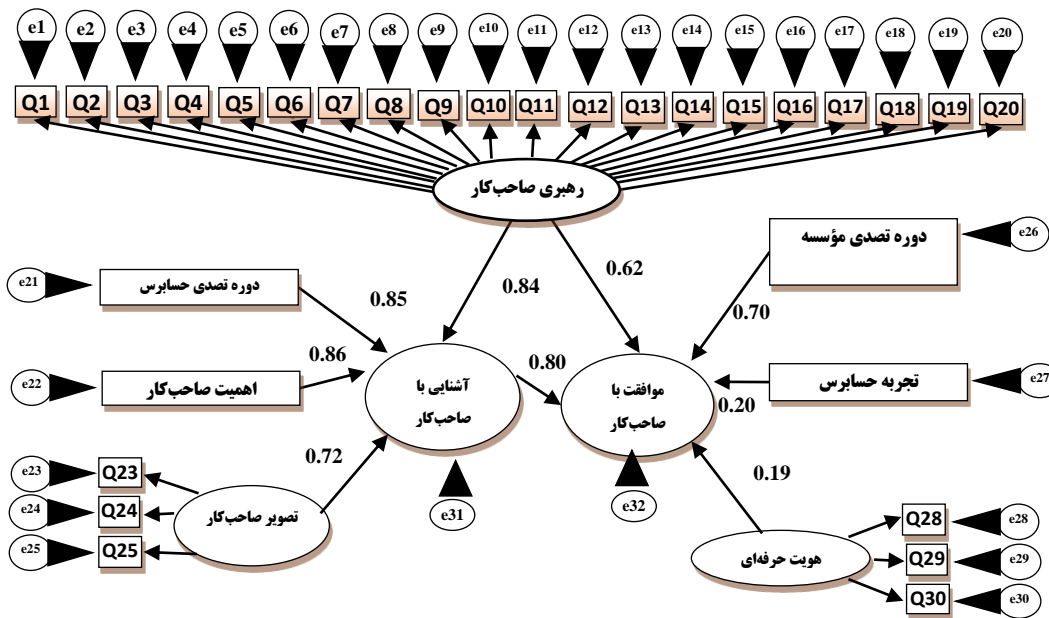 e1 e2 e3 e4 e5 e6 e7 e8 e9 e10 e11 e12 e13 e14 e15 e16 e17 e18 e19 e20
Q1 Q2 Q3 Q4 Q5 Q6 Q7 Q8 Q9 Q10 Q11 Q12 Q13 Q14 Q15 Q16 Q17 Q18 Q19 Q20
رهبری صاحب‌کار
دوره تصدی مؤسسه
e26
e21
دوره تصدی حسابرس
0.85
0.84
0.62
0.70
e22
اهمیت صاحب‌کار
0.86
آشنایی با
صاحب‌کار
0.80
موافقت با
صاحب‌کار
0.20
تجربه حسابرس
e27
0.72
0.19
e23
Q23
e24
Q24
e25
Q25
تصویر صاحب‌کار
e31
e32
هویت حرفه‌ای
Q28
e28
Q29
e29
Q30
e30